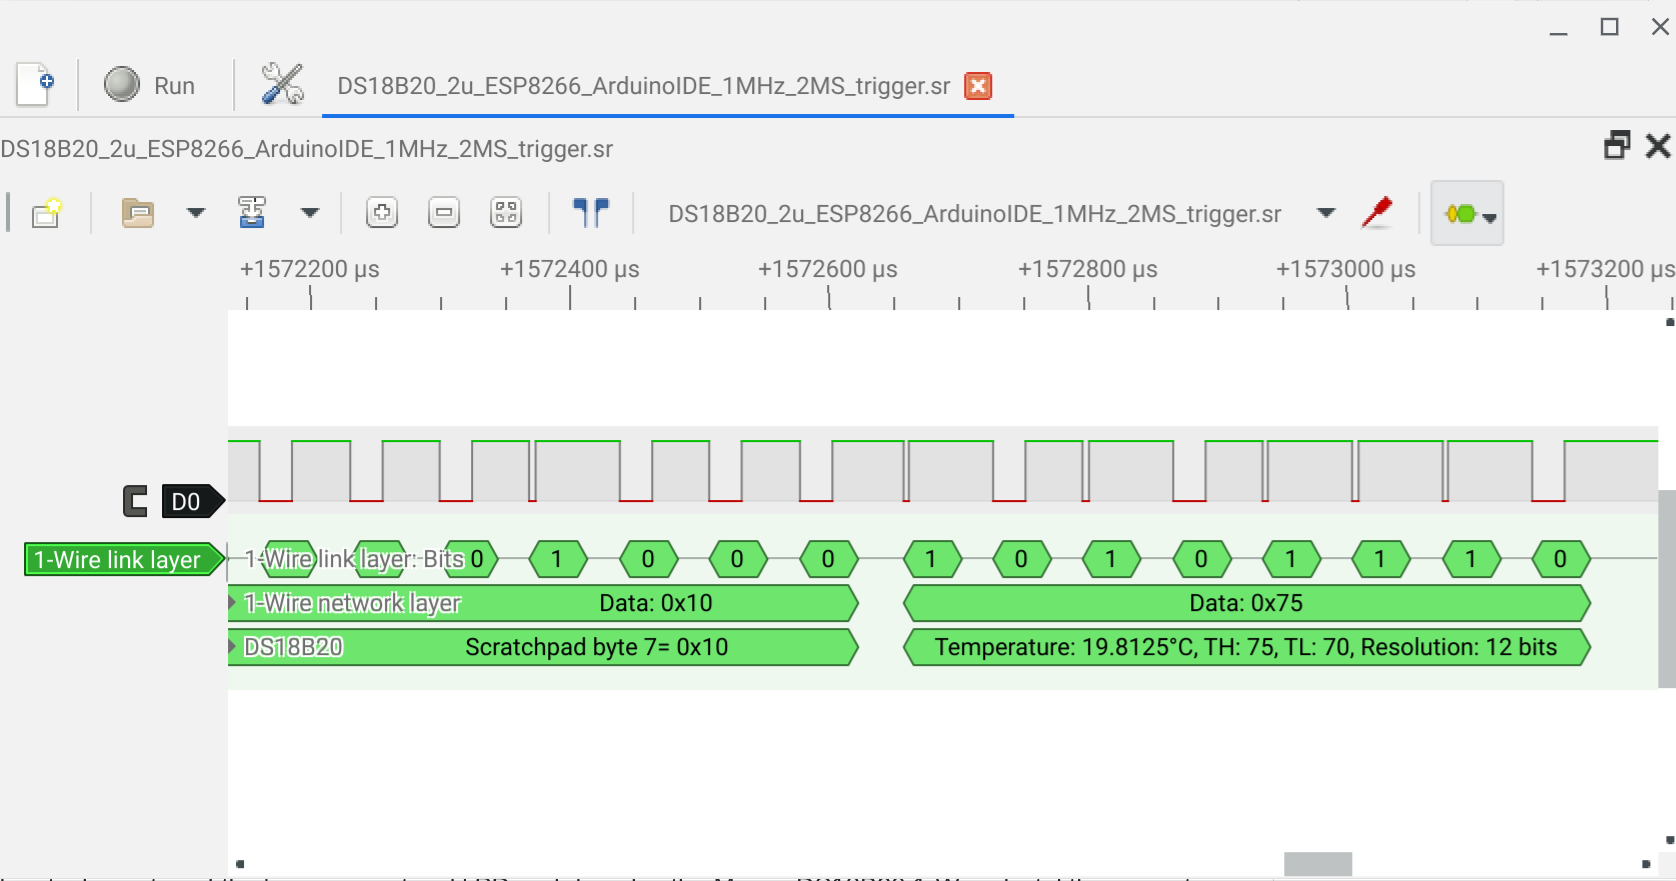 Run
DS18B20_2u_ESP8266_ArduinoIDE_1MHz_2MS_trigger.sr
DS18B20_2u_ESP8266_ArduinoIDE_1MHz_2MS_trigger.sr
DS18B20_2u_ESP8266_ArduinoIDE_1MHz_2MS_trigger.sr
+1572200 µs +1572400 µs +1572600 µs +1572800 µs +1573000 µs +1573200 µs
D0
1-Wire link layer 1-Wire link layer: Bits 0 1 0 0 0 1 0 1 0 1 1 1 0
1-Wire network layer Data: 0x10 Data: 0x75
DS18B20 Scratchpad byte 7= 0x10 Temperature: 19.8125°C, TH: 75, TL: 70, Resolution: 12 bits